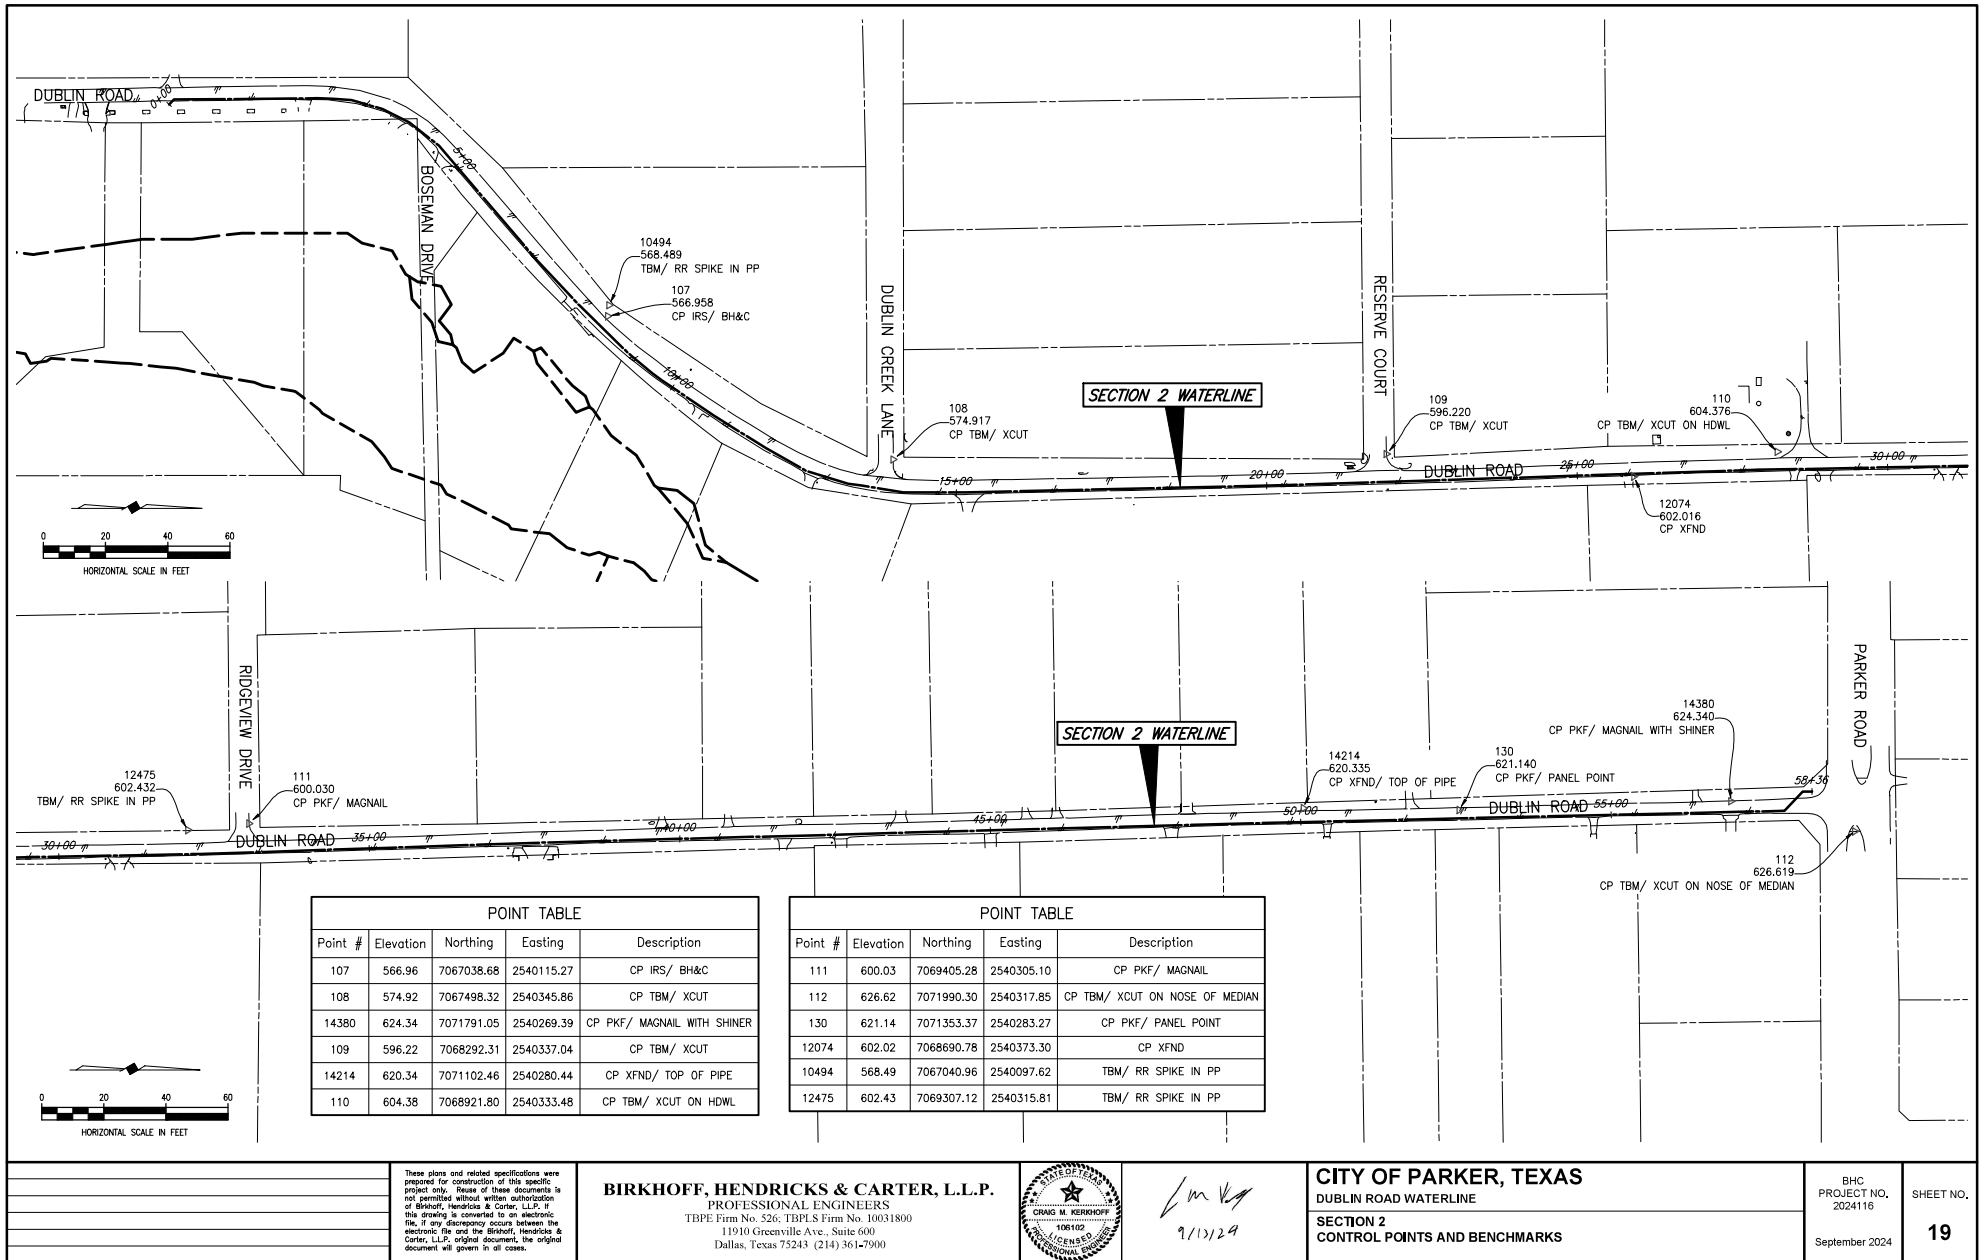 DUBLIN ROAD
0+00
5+00
BOSEMAN DRIVE
10494
568.489
TBM/ RR SPIKE IN PP
107
566.958
CP IRS/ BH&C
10+00
DUBLIN CREEK LANE
108
574.917
CP TBM/ XCUT
SECTION 2 WATERLINE
15+00
20+00
RESERVE COURT
109
596.220
CP TBM/ XCUT
110
604.376
CP TBM/ XCUT ON HDWL
DUBLIN ROAD
25+00
30+00
12074
602.016
CP XFND
0 20 40 60
HORIZONTAL SCALE IN FEET
RIDGEVIEW DRIVE
12475
602.432
TBM/ RR SPIKE IN PP
111
600.030
CP PKF/ MAGNAIL
30+00
DUBLIN ROAD
35+00
40+00
45+00
SECTION 2 WATERLINE
50+00
14214
620.335
CP XFND/ TOP OF PIPE
130
621.140
CP PKF/ PANEL POINT
DUBLIN ROAD
55+00
14380
624.340
CP PKF/ MAGNAIL WITH SHINER
58+36
PARKER ROAD
112
626.619
CP TBM/ XCUT ON NOSE OF MEDIAN
0 20 40 60
HORIZONTAL SCALE IN FEET
POINT TABLE
Point # Elevation Northing Easting Description
107 566.96 7067038.68 2540115.27 CP IRS/ BH&C
108 574.92 7067498.32 2540345.86 CP TBM/ XCUT
14380 624.34 7071791.05 2540269.39 CP PKF/ MAGNAIL WITH SHINER
109 596.22 7068292.31 2540337.04 CP TBM/ XCUT
14214 620.34 7071102.46 2540280.44 CP XFND/ TOP OF PIPE
110 604.38 7068921.80 2540333.48 CP TBM/ XCUT ON HDWL
POINT TABLE
Point # Elevation Northing Easting Description
111 600.03 7069405.28 2540305.10 CP PKF/ MAGNAIL
112 626.62 7071990.30 2540317.85 CP TBM/ XCUT ON NOSE OF MEDIAN
130 621.14 7071353.37 2540283.27 CP PKF/ PANEL POINT
12074 602.02 7068690.78 2540373.30 CP XFND
10494 568.49 7067040.96 2540097.62 TBM/ RR SPIKE IN PP
12475 602.43 7069307.12 2540315.81 TBM/ RR SPIKE IN PP
These plans and related specifications were
prepared for construction of this specific
project only. Reuse of these documents is
not permitted without written authorization
of Birkhoff, Hendricks & Carter, L.L.P. If
this drawing is converted to an electronic
file, if any discrepancy occurs between the
electronic file and the Birkhoff, Hendricks &
Carter, L.L.P. original document, the original
document will govern in all cases.
BIRKHOFF, HENDRICKS & CARTER, L.L.P.
PROFESSIONAL ENGINEERS
TBPE Firm No. 526; TBPLS Firm No. 10031800
11910 Greenville Ave., Suite 600
Dallas, Texas 75243 (214) 361-7900
STATE OF TEXAS
CRAIG M. KERKHOFF
106102
LICENSED
PROFESSIONAL ENGINEER
9/13/24
CITY OF PARKER, TEXAS
DUBLIN ROAD WATERLINE
SECTION 2
CONTROL POINTS AND BENCHMARKS
BHC
PROJECT NO.
2024116
September 2024
SHEET NO.
19